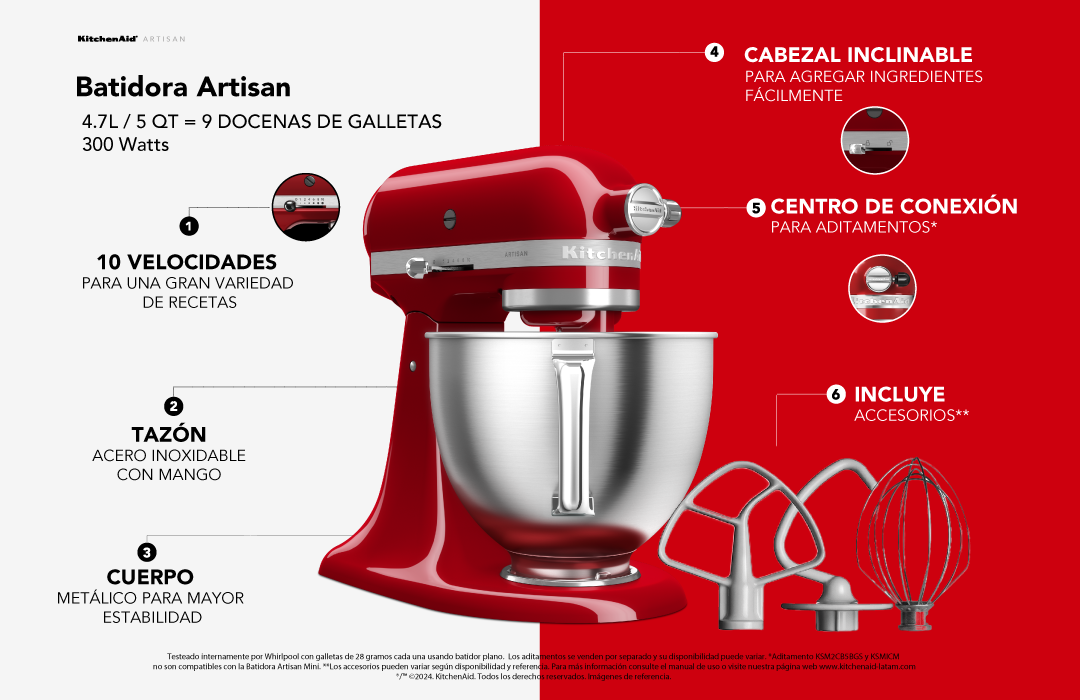 KitchenAid® ARTISAN
Batidora Artisan
4.7L / 5 QT = 9 DOCENAS DE GALLETAS
300 Watts
1
10 VELOCIDADES
PARA UNA GRAN VARIEDAD
DE RECETAS
2
TAZÓN
ACERO INOXIDABLE
CON MANGO
3
CUERPO
METÁLICO PARA MAYOR
ESTABILIDAD
4
CABEZAL INCLINABLE
PARA AGREGAR INGREDIENTES
FÁCILMENTE
5
CENTRO DE CONEXIÓN
PARA ADITAMENTOS*
6
INCLUYE
ACCESORIOS**
KitchenAid
ARTISAN
KitchenAid
KitchenAid
Testeado internamente por Whirlpool con galletas de 28 gramos cada una usando batidor plano. Los aditamentos se venden por separado y su disponibilidad puede variar. *Aditamento KSM2CB5BGS y KSMICM
no son compatibles con la Batidora Artisan Mini. **Los accesorios pueden variar según disponibilidad y referencia. Para mas información consulte el manual de uso o visite nuestra página web www.kitchenaid-latam.com
®/™ ©2024. KitchenAid. Todos los derechos reservados. Imágenes de referencia.